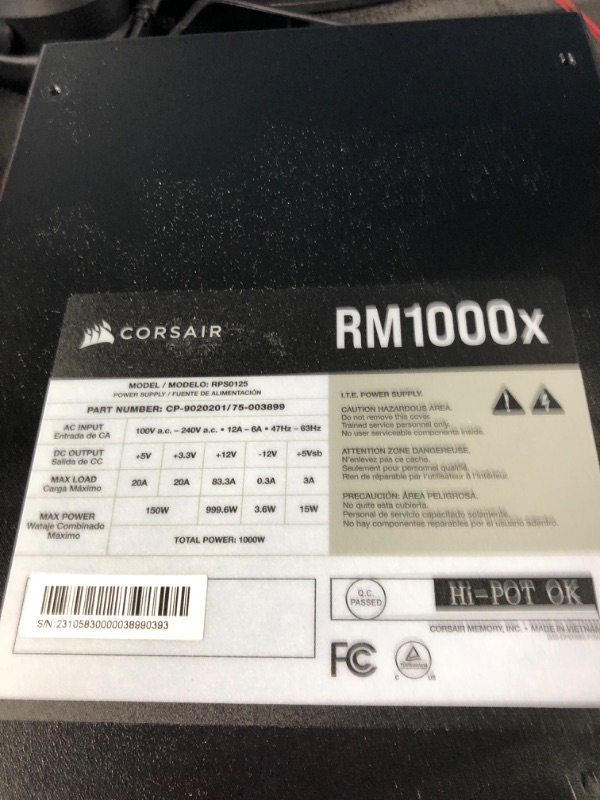 CORSAIR
RM1000x
MODEL / MODELO: RPS0125
POWER SUPPLY / FUENTE DE ALIMENTACIÓN
PART NUMBER: CP-9020201/75-003899
AC INPUT
Entrada de CA
100V a.c. – 240V a.c. • 12A – 6A • 47Hz – 63Hz
DC OUTPUT
Salida de CC
+5V +3.3V +12V -12V +5Vsb
MAX LOAD
Carga Máximo
20A 20A 83.3A 0.3A 3A
MAX POWER
Wataje Combinado
Máximo
150W 999.6W 3.6W 15W
TOTAL POWER: 1000W
I.T.E. POWER SUPPLY.
CAUTION HAZARDOUS AREA.
Do not remove this cover.
Trained service personnel only.
No user serviceable components inside.
ATTENTION ZONE DANGEREUSE.
N'enlevez pas ce cache.
Seulement pour personnel qualité.
Rien de réparable par l'utilisateur à l'intérieur.
PRECAUCIÓN: ÁREA PELIGROSA.
No quite esta cubierta.
Personal de servicio capacitado solamente.
No hay componentes reparables por el usuario adentro.
S/N:23105830000038990393
Q.C.
PASSED
Hi-POT OK
CORSAIR MEMORY, INC. • MADE IN VIETNAM
FC
C US